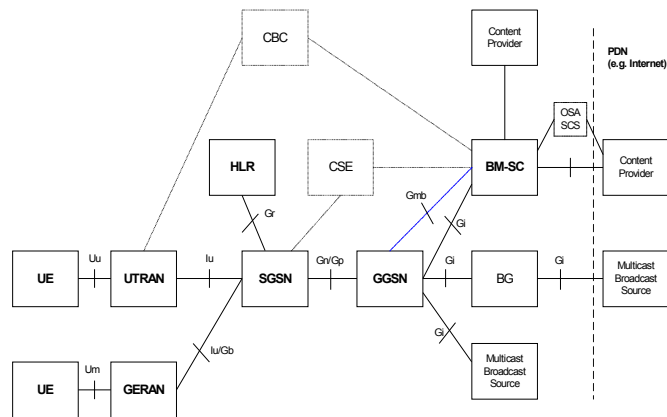 CBC
Content
Provider
PDN
(e.g. Internet)
OSA
SCS
HLR
CSE
BM-SC
Content
Provider
Gmb
Gr
Gi
Uu
Iu
Gn/Gp
Gi
Gi
UE
UTRAN
SGSN
GGSN
BG
Multicast
Broadcast
Source
Gi
Iu/Gb
Um
Multicast
Broadcast
Source
UE
GERAN